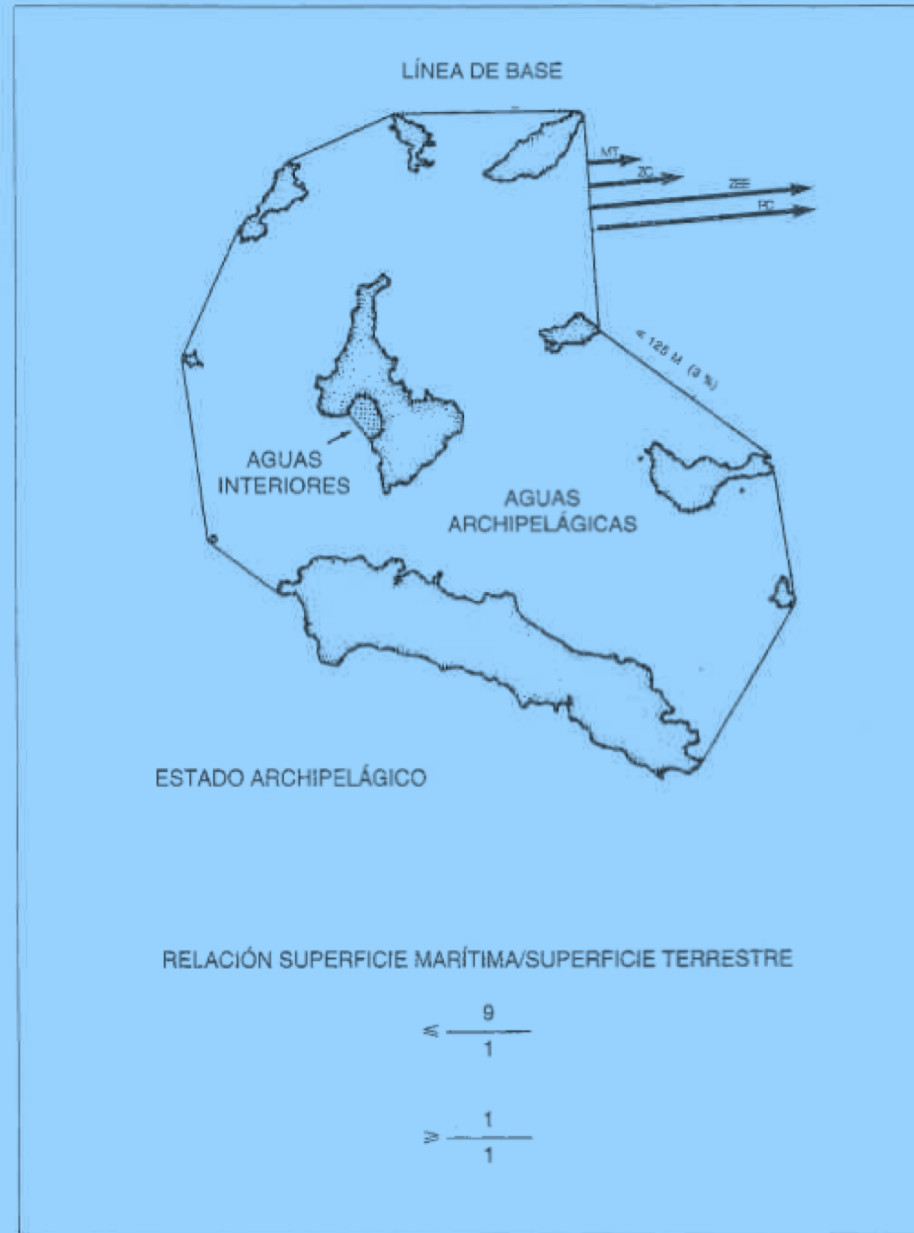 LÍNEA DE BASE
MT
ZC
ZEE
PC
≤ 125 M (3 %)
AGUAS
INTERIORES
AGUAS
ARCHIPELÁGICAS
ESTADO ARCHIPELÁGICO
RELACIÓN SUPERFICIE MARÍTIMA/SUPERFICIE TERRESTRE
≤ 9
1
≥ 1
1